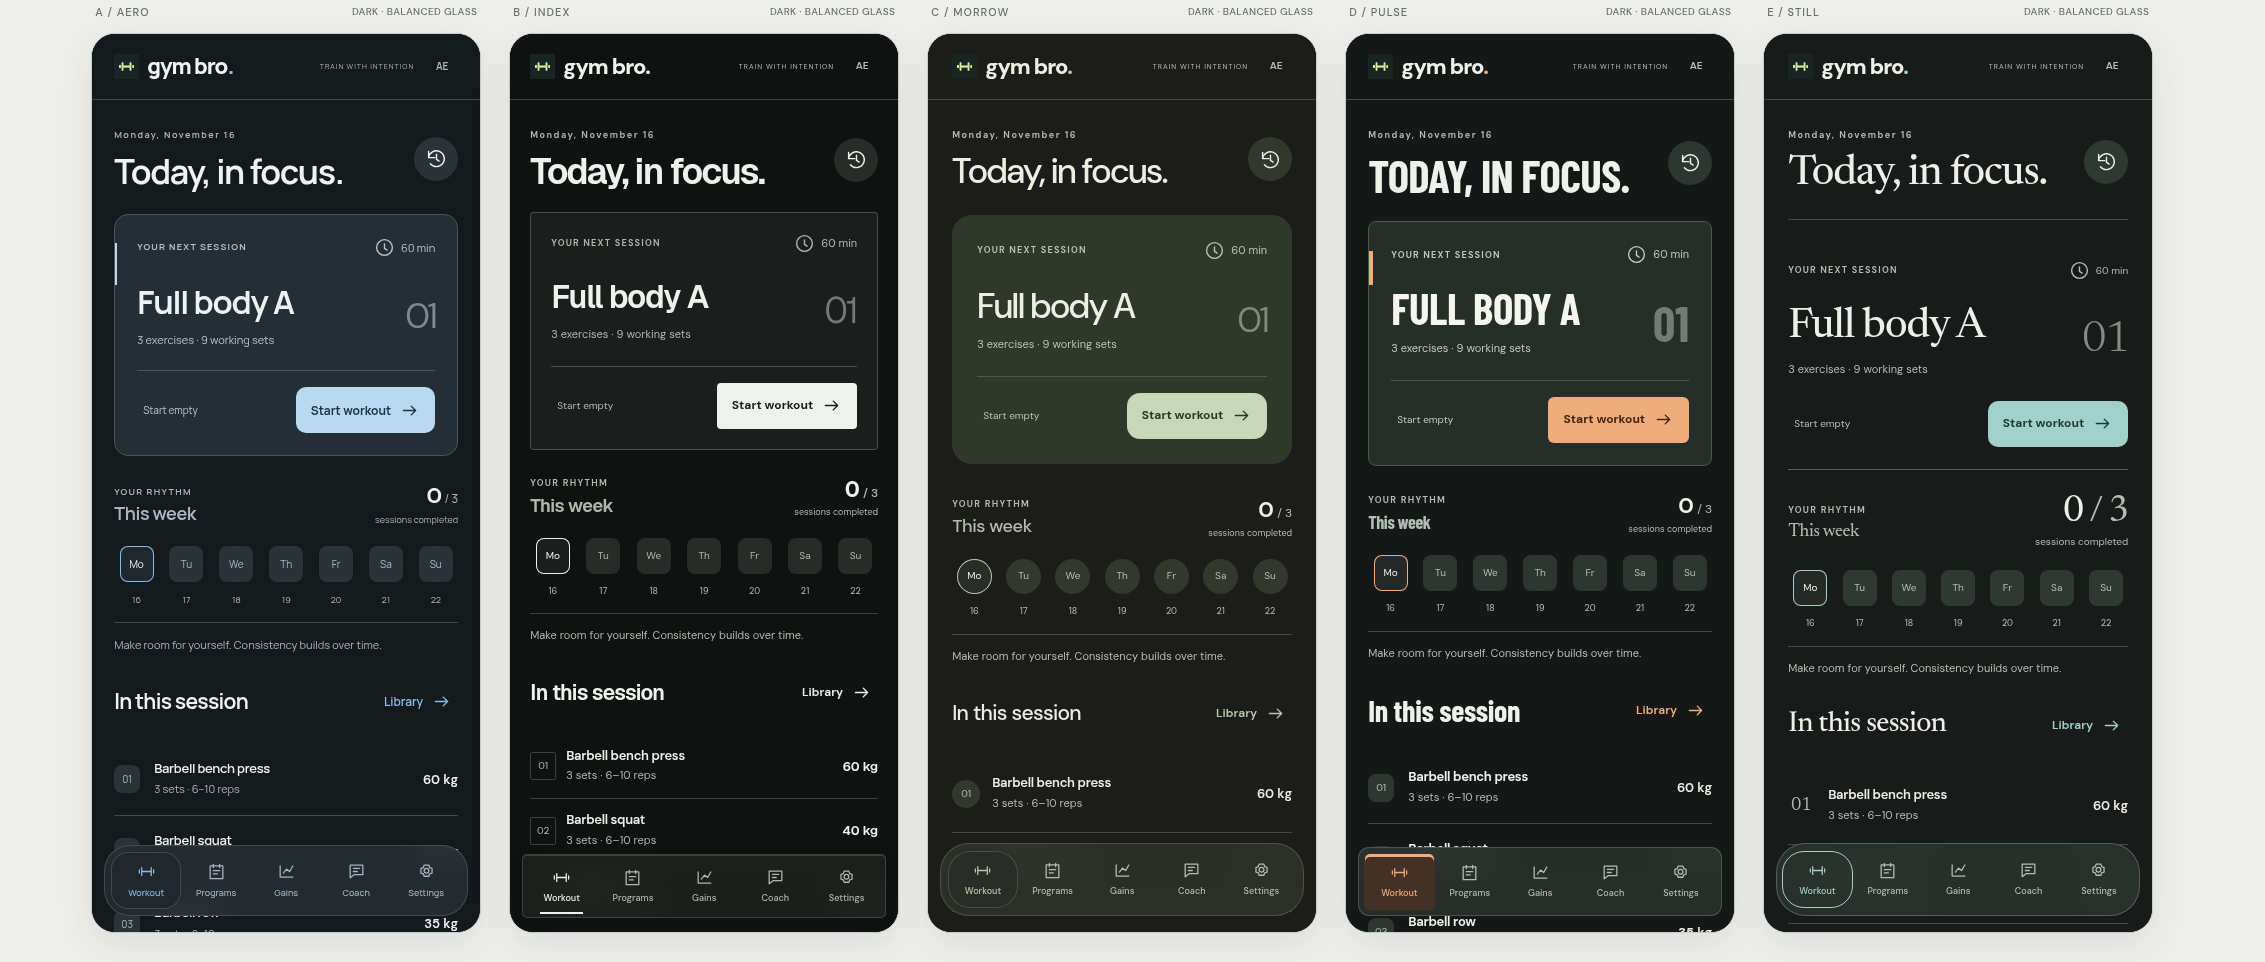 A / AERO
DARK · BALANCED GLASS
gym bro.
TRAIN WITH INTENTION
AE
Monday, November 16
Today, in focus.
YOUR NEXT SESSION
60 min
Full body A
01
3 exercises · 9 working sets
Start empty
Start workout
YOUR RHYTHM
This week
0 / 3
sessions completed
Mo Tu We Th Fr Sa Su
16 17 18 19 20 21 22
Make room for yourself. Consistency builds over time.
In this session
Library
01
Barbell bench press
3 sets · 6–10 reps
60 kg
Barbell squat
Workout Programs Gains Coach Settings
03
35 kg
B / INDEX
DARK · BALANCED GLASS
gym bro.
TRAIN WITH INTENTION
AE
Monday, November 16
Today, in focus.
YOUR NEXT SESSION
60 min
Full body A
01
3 exercises · 9 working sets
Start empty
Start workout
YOUR RHYTHM
This week
0 / 3
sessions completed
Mo Tu We Th Fr Sa Su
16 17 18 19 20 21 22
Make room for yourself. Consistency builds over time.
In this session
Library
01
Barbell bench press
3 sets · 6–10 reps
60 kg
02
Barbell squat
3 sets · 6–10 reps
40 kg
Workout Programs Gains Coach Settings
C / MORROW
DARK · BALANCED GLASS
gym bro.
TRAIN WITH INTENTION
AE
Monday, November 16
Today, in focus.
YOUR NEXT SESSION
60 min
Full body A
01
3 exercises · 9 working sets
Start empty
Start workout
YOUR RHYTHM
This week
0 / 3
sessions completed
Mo Tu We Th Fr Sa Su
16 17 18 19 20 21 22
Make room for yourself. Consistency builds over time.
In this session
Library
01
Barbell bench press
3 sets · 6–10 reps
60 kg
Workout Programs Gains Coach Settings
D / PULSE
DARK · BALANCED GLASS
gym bro.
TRAIN WITH INTENTION
AE
Monday, November 16
TODAY, IN FOCUS.
YOUR NEXT SESSION
60 min
FULL BODY A
01
3 exercises · 9 working sets
Start empty
Start workout
YOUR RHYTHM
This week
0 / 3
sessions completed
Mo Tu We Th Fr Sa Su
16 17 18 19 20 21 22
Make room for yourself. Consistency builds over time.
In this session
Library
01
Barbell bench press
3 sets · 6–10 reps
60 kg
Workout Programs Gains Coach Settings
Barbell row
E / STILL
DARK · BALANCED GLASS
gym bro.
TRAIN WITH INTENTION
AE
Monday, November 16
Today, in focus.
YOUR NEXT SESSION
60 min
Full body A
01
3 exercises · 9 working sets
Start empty
Start workout
YOUR RHYTHM
This week
0 / 3
sessions completed
Mo Tu We Th Fr Sa Su
16 17 18 19 20 21 22
Make room for yourself. Consistency builds over time.
In this session
Library
01
Barbell bench press
3 sets · 6–10 reps
60 kg
Workout Programs Gains Coach Settings